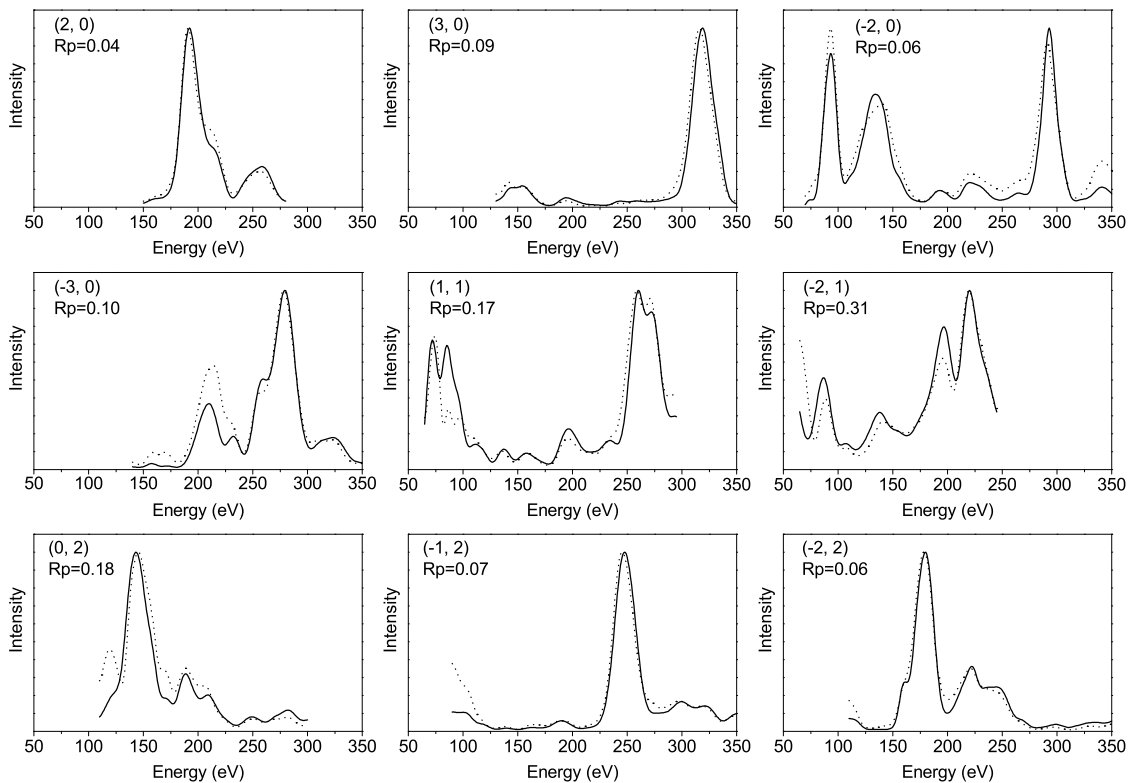 (2, 0)
Rp=0.04
Intensity
50 100 150 200 250 300 350
Energy (eV)
(3, 0)
Rp=0.09
Intensity
50 100 150 200 250 300 350
Energy (eV)
(-2, 0)
Rp=0.06
Intensity
50 100 150 200 250 300 350
Energy (eV)
(-3, 0)
Rp=0.10
Intensity
50 100 150 200 250 300 350
Energy (eV)
(1, 1)
Rp=0.17
Intensity
50 100 150 200 250 300 350
Energy (eV)
(-2, 1)
Rp=0.31
Intensity
50 100 150 200 250 300 350
Energy (eV)
(0, 2)
Rp=0.18
Intensity
50 100 150 200 250 300 350
Energy (eV)
(-1, 2)
Rp=0.07
Intensity
50 100 150 200 250 300 350
Energy (eV)
(-2, 2)
Rp=0.06
Intensity
50 100 150 200 250 300 350
Energy (eV)